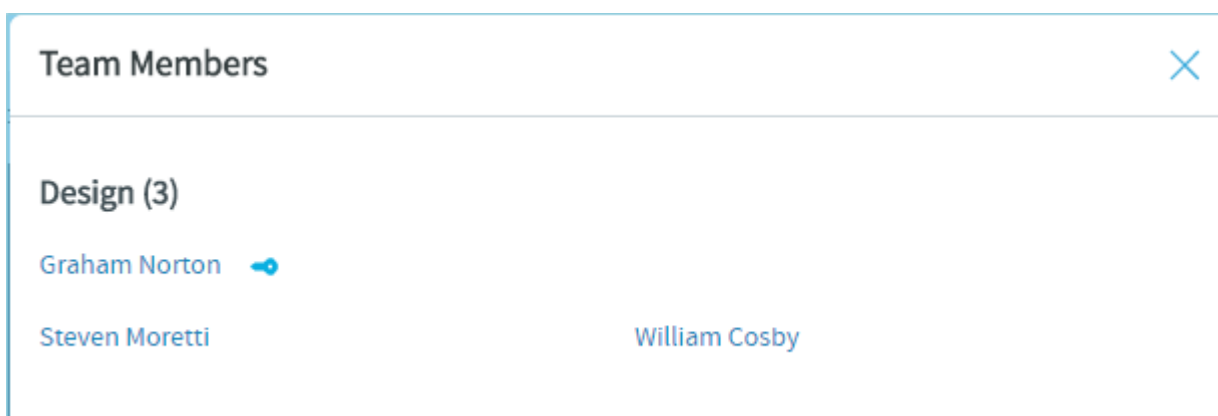 Team Members
Design (3)
Graham Norton
Steven Moretti
William Cosby